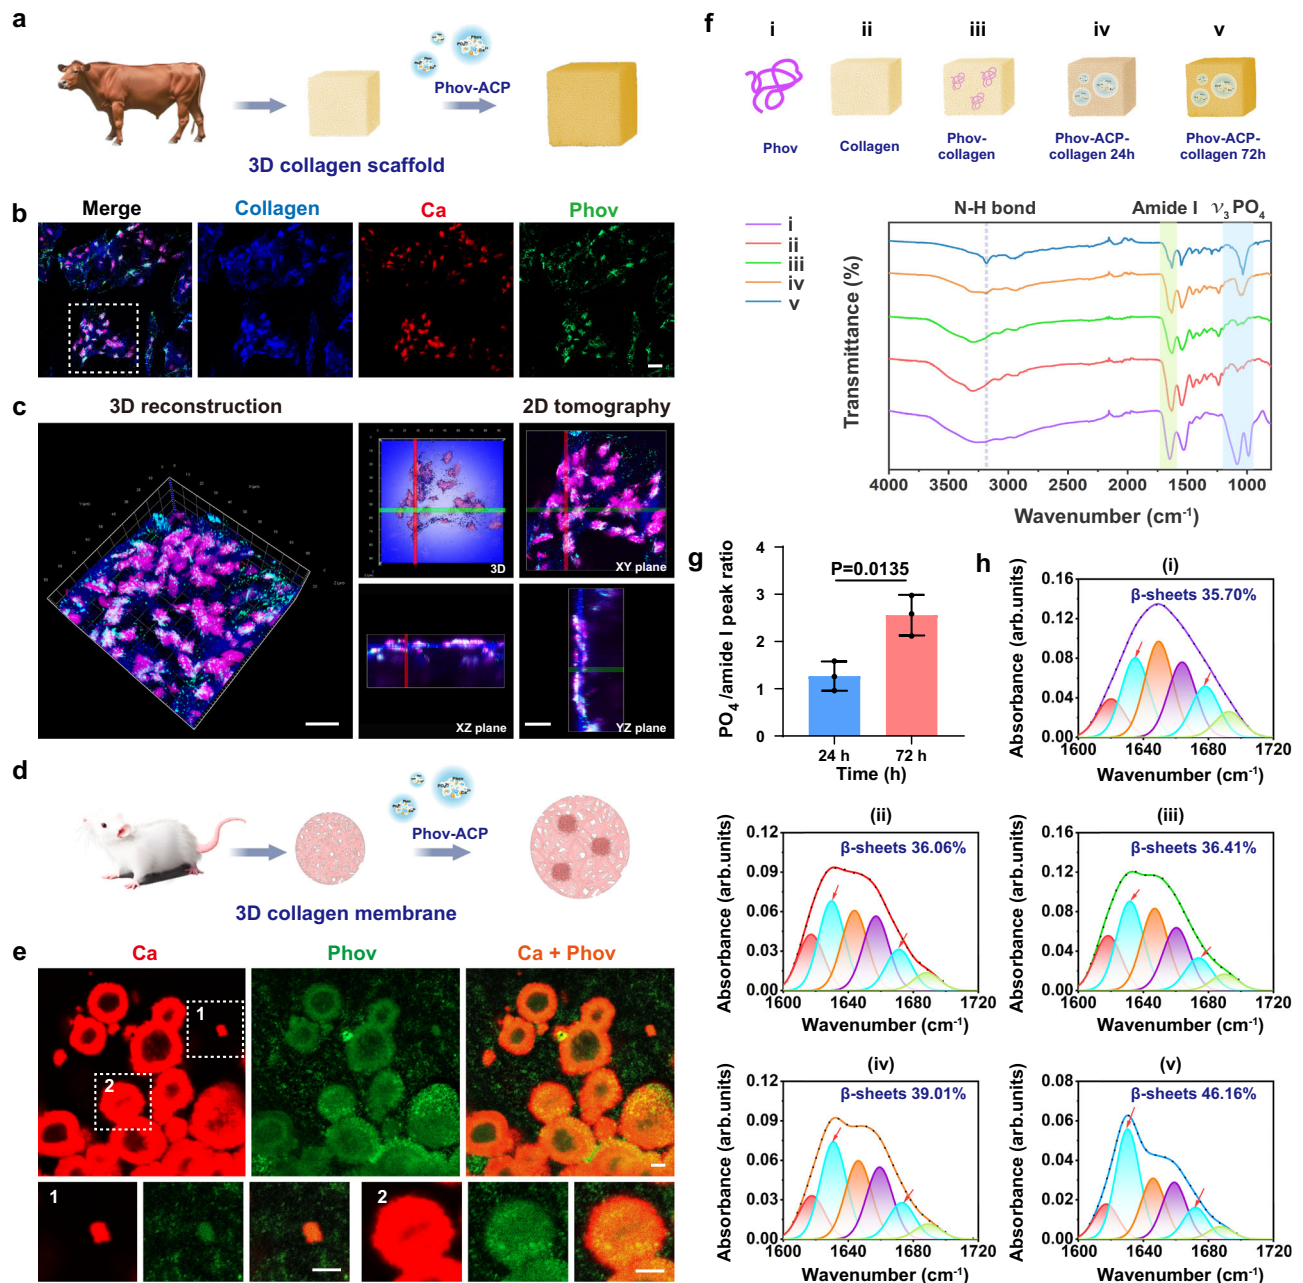 a
Phov-ACP
3D collagen scaffold
b
Merge
Collagen
Ca
Phov
c
3D reconstruction
2D tomography
3D
XY plane
XZ plane
YZ plane
d
Phov-ACP
3D collagen membrane
e
Ca
Phov
Ca + Phov
1
2
1
2
f
i
ii
iii
iv
v
Phov
Collagen
Phov-
collagen
Phov-ACP-
collagen 24h
Phov-ACP-
collagen 72h
i
ii
iii
iv
v
N-H bond
Amide I
ν₃ PO₄
Transmittance (%)
4000 3500 3000 2500 2000 1500 1000
Wavenumber (cm⁻¹)
g
P=0.0135
PO₄ /amide I peak ratio
4
3
2
1
0
24 h
72 h
Time (h)
h
(i)
β-sheets 35.70%
Absorbance (arb.units)
0.16
0.12
0.08
0.04
0.00
1600 1640 1680 1720
Wavenumber (cm⁻¹)
(ii)
β-sheets 36.06%
Absorbance (arb.units)
0.12
0.09
0.06
0.03
0.00
1600 1640 1680 1720
Wavenumber (cm⁻¹)
(iii)
β-sheets 36.41%
Absorbance (arb.units)
0.16
0.12
0.08
0.04
0.00
1600 1640 1680 1720
Wavenumber (cm⁻¹)
(iv)
β-sheets 39.01%
Absorbance (arb.units)
0.12
0.09
0.06
0.03
0.00
1600 1640 1680 1720
Wavenumber (cm⁻¹)
(v)
β-sheets 46.16%
Absorbance (arb.units)
0.08
0.06
0.04
0.02
0.00
1600 1640 1680 1720
Wavenumber (cm⁻¹)